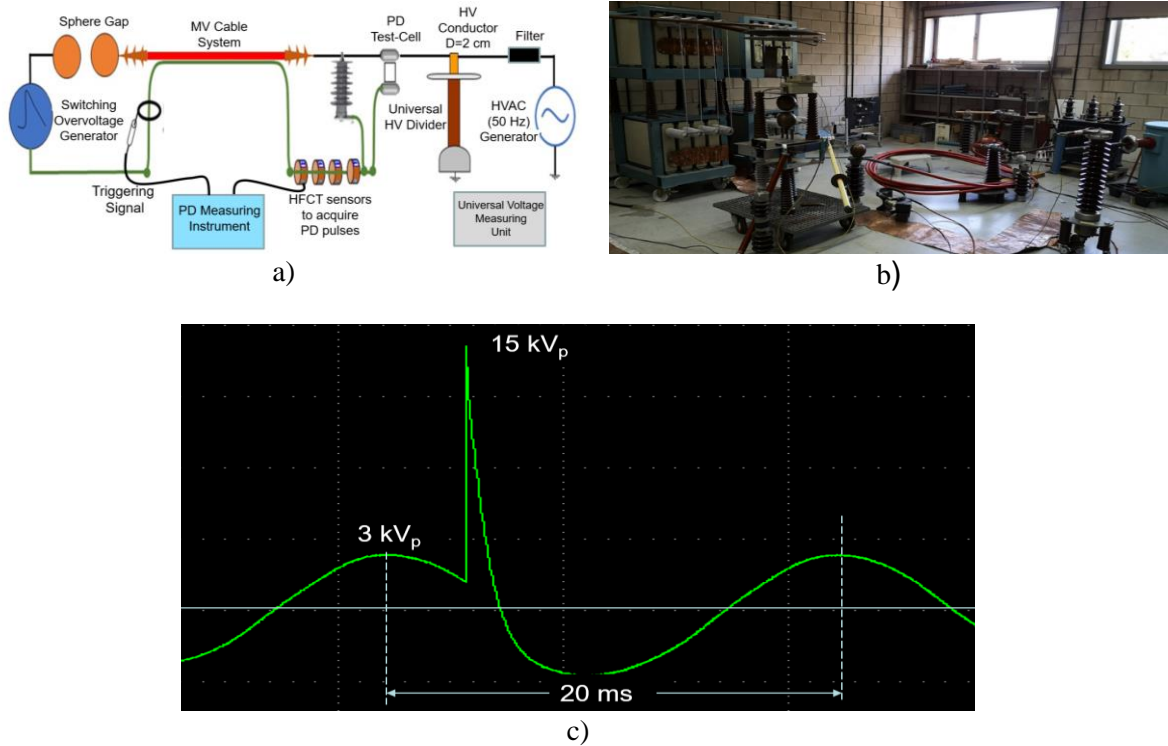 Sphere Gap
MV Cable
System
PD
Test-Cell
HV
Conductor
D=2 cm
Filter
Switching
Overvoltage
Generator
Universal
HV Divider
HVAC
(50 Hz)
Generator
Triggering
Signal
PD Measuring
Instrument
HFCT sensors
to acquire
PD pulses
Universal Voltage
Measuring
Unit
a)
b)
15 kVp
3 kVp
20 ms
c)